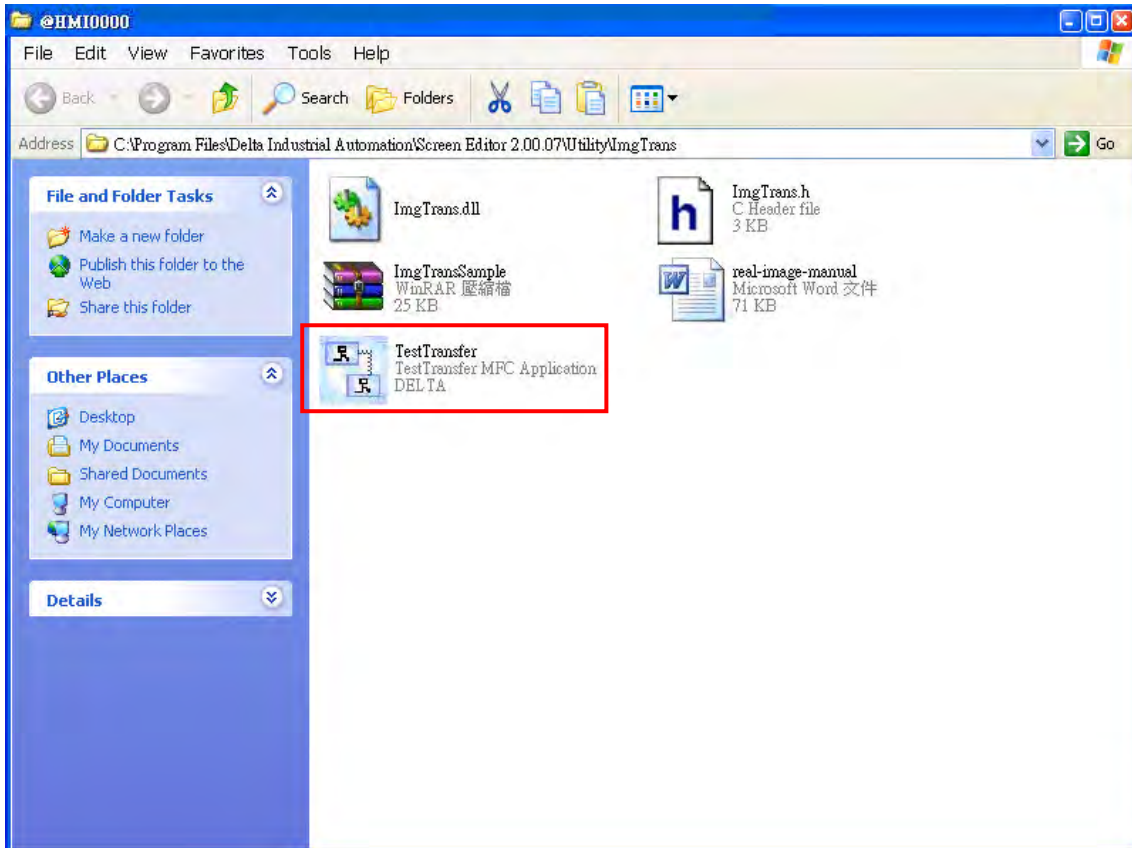 @HMI0000
File Edit View Favorites Tools Help
Back Search Folders
Address C:\Program Files\Delta Industrial Automation\Screen Editor 2.00.07\Utility\ImgTrans Go
File and Folder Tasks
Make a new folder
Publish this folder to the
Web
Share this folder
Other Places
Desktop
My Documents
Shared Documents
My Computer
My Network Places
Details
ImgTrans.dll
h
ImgTrans.h
C Header file
3 KB
ImgTransSample
WinRAR 壓縮檔
25 KB
W
real-image-manual
Microsoft Word 文件
71 KB
TestTransfer
TestTransfer MFC Application
DELTA